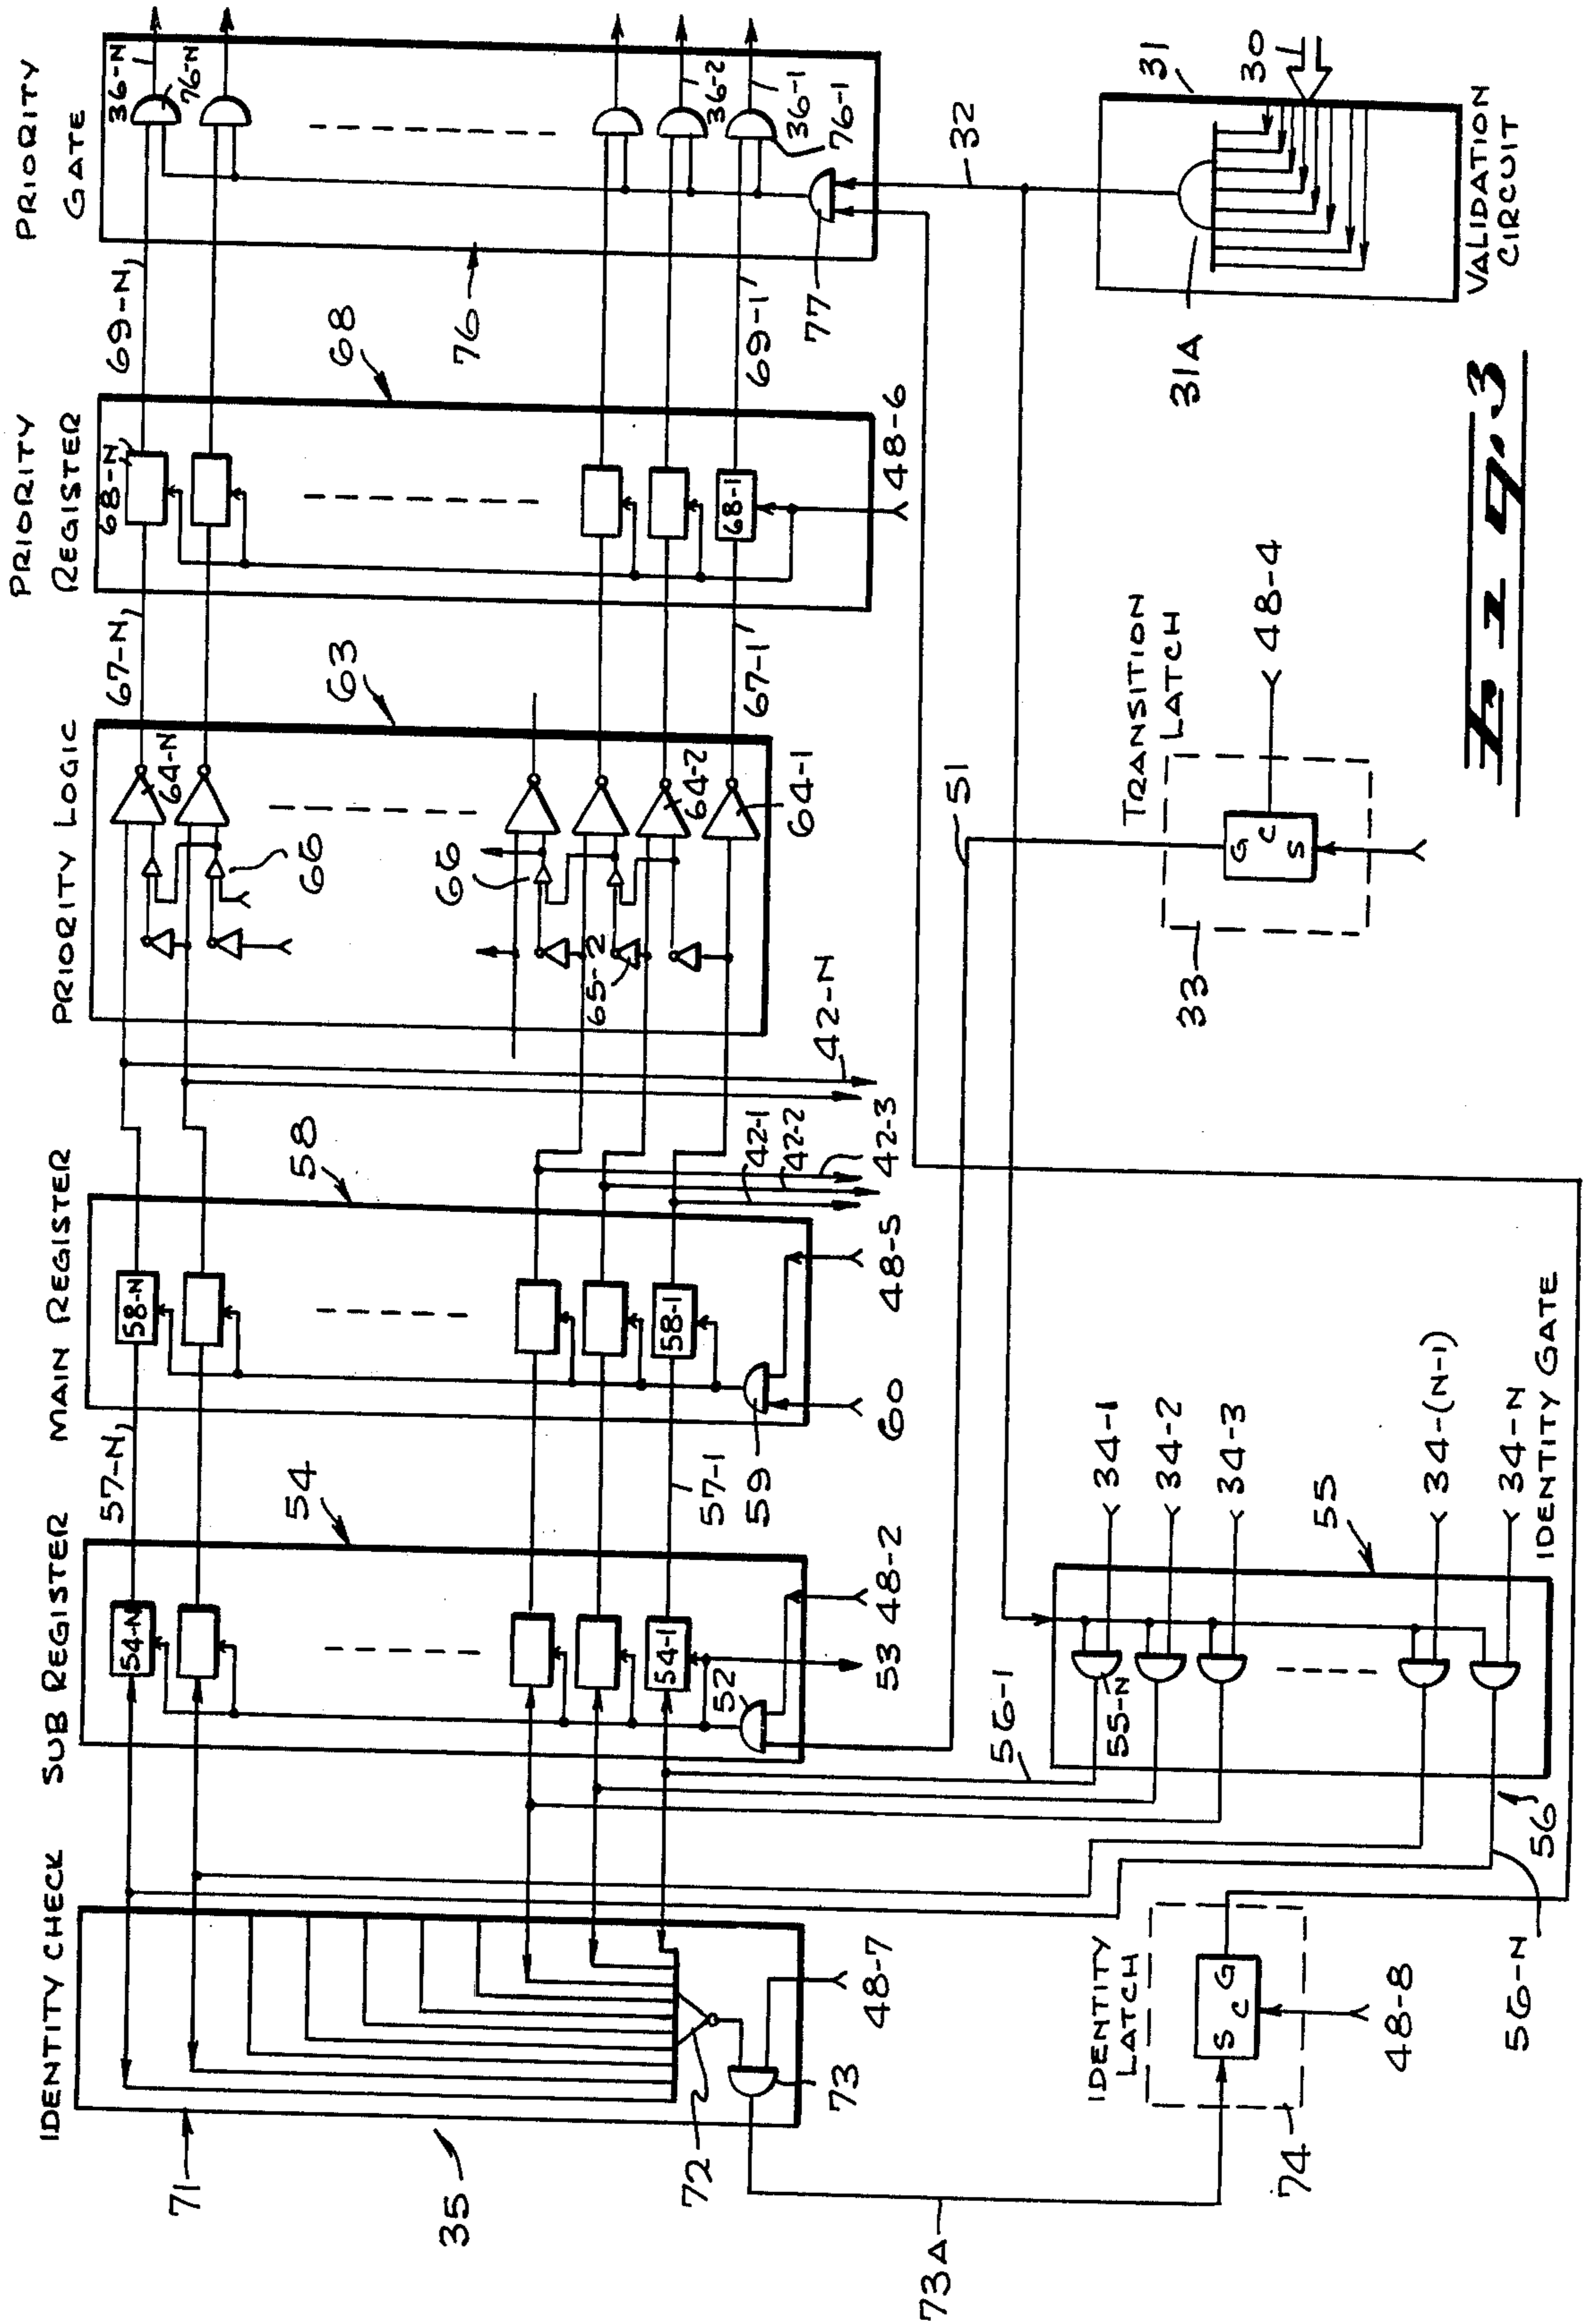 IDENTITY CHECK
SUB REGISTER
MAIN REGISTER
PRIORITY LOGIC
PRIORITY
REGISTER
PRIORITY
GATE
71
35
72
73
73A
48-7
54
54-N
54-1
52
53
48-2
57-N
57-1
58
58-N
58-1
59
60
48-5
42-1
42-2
42-3
42-N
63
64-N
64-2
64-1
65-2
66
66
67-N
67-1
68
68-N
68-1
48-6
69-N
69-1
76
36-N
76-N
36-2
36-1
76-1
77
32
51
IDENTITY
LATCH
S
C
G
74
48-8
56-N
56
56-1
55-N
55
34-1
34-2
34-3
34-(N-1)
34-N
IDENTITY GATE
TRANSITION
LATCH
G
C
S
33
48-4
31
30
31A
VALIDATION
CIRCUIT
Fig.3